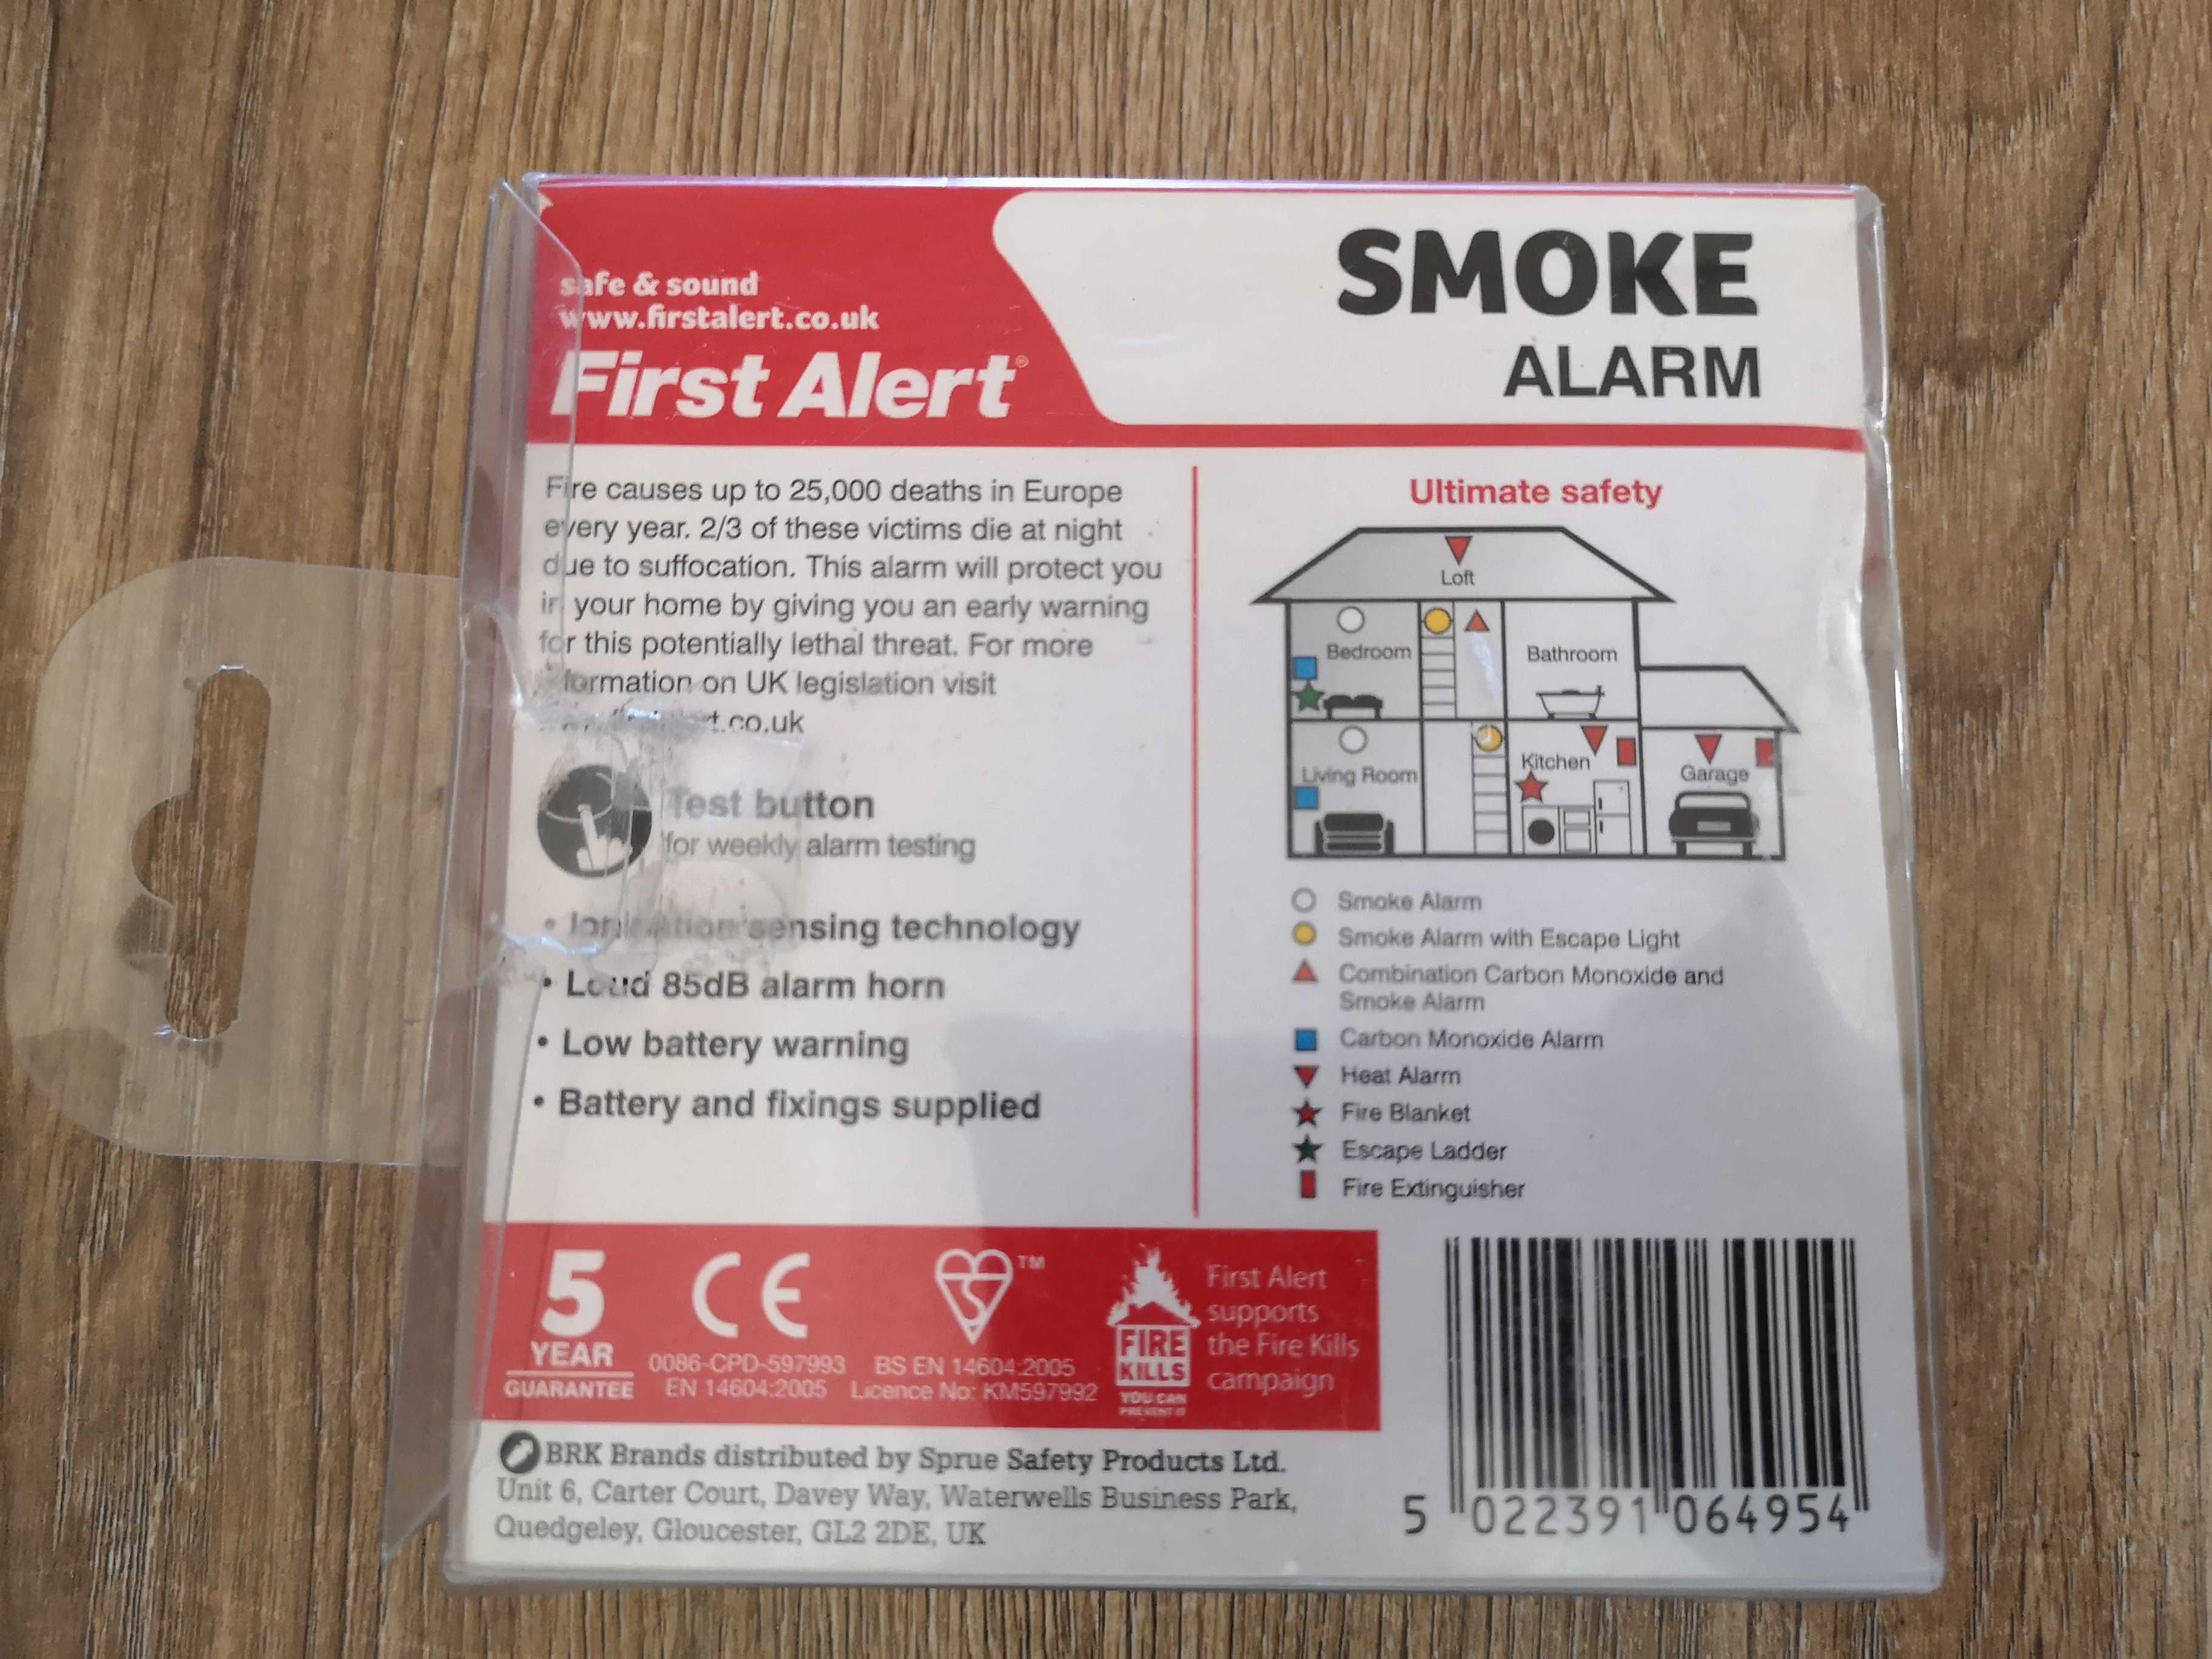 safe & sound
www.firstalert.co.uk
First Alert®
SMOKE
ALARM
Fire causes up to 25,000 deaths in Europe
every year. 2/3 of these victims die at night
due to suffocation. This alarm will protect you
in your home by giving you an early warning
for this potentially lethal threat. For more
formation on UK legislation visit
t.co.uk
Test button
for weekly alarm testing
• Ionisation sensing technology
• Loud 85dB alarm horn
• Low battery warning
• Battery and fixings supplied
Ultimate safety
Loft
Bedroom
Bathroom
Living Room
Kitchen
Garage
Smoke Alarm
Smoke Alarm with Escape Light
Combination Carbon Monoxide and
Smoke Alarm
Carbon Monoxide Alarm
Heat Alarm
Fire Blanket
Escape Ladder
Fire Extinguisher
5
YEAR
GUARANTEE
CE
0086-CPD-597993
EN 14604:2005
TM
BS EN 14604:2005
Licence No: KM597992
FIRE
KILLS
YOU CAN
PREVENT IT
First Alert
supports
the Fire Kills
campaign
BRK Brands distributed by Sprue Safety Products Ltd.
Unit 6, Carter Court, Davey Way, Waterwells Business Park,
Quedgeley, Gloucester, GL2 2DE, UK
5 022391 064954